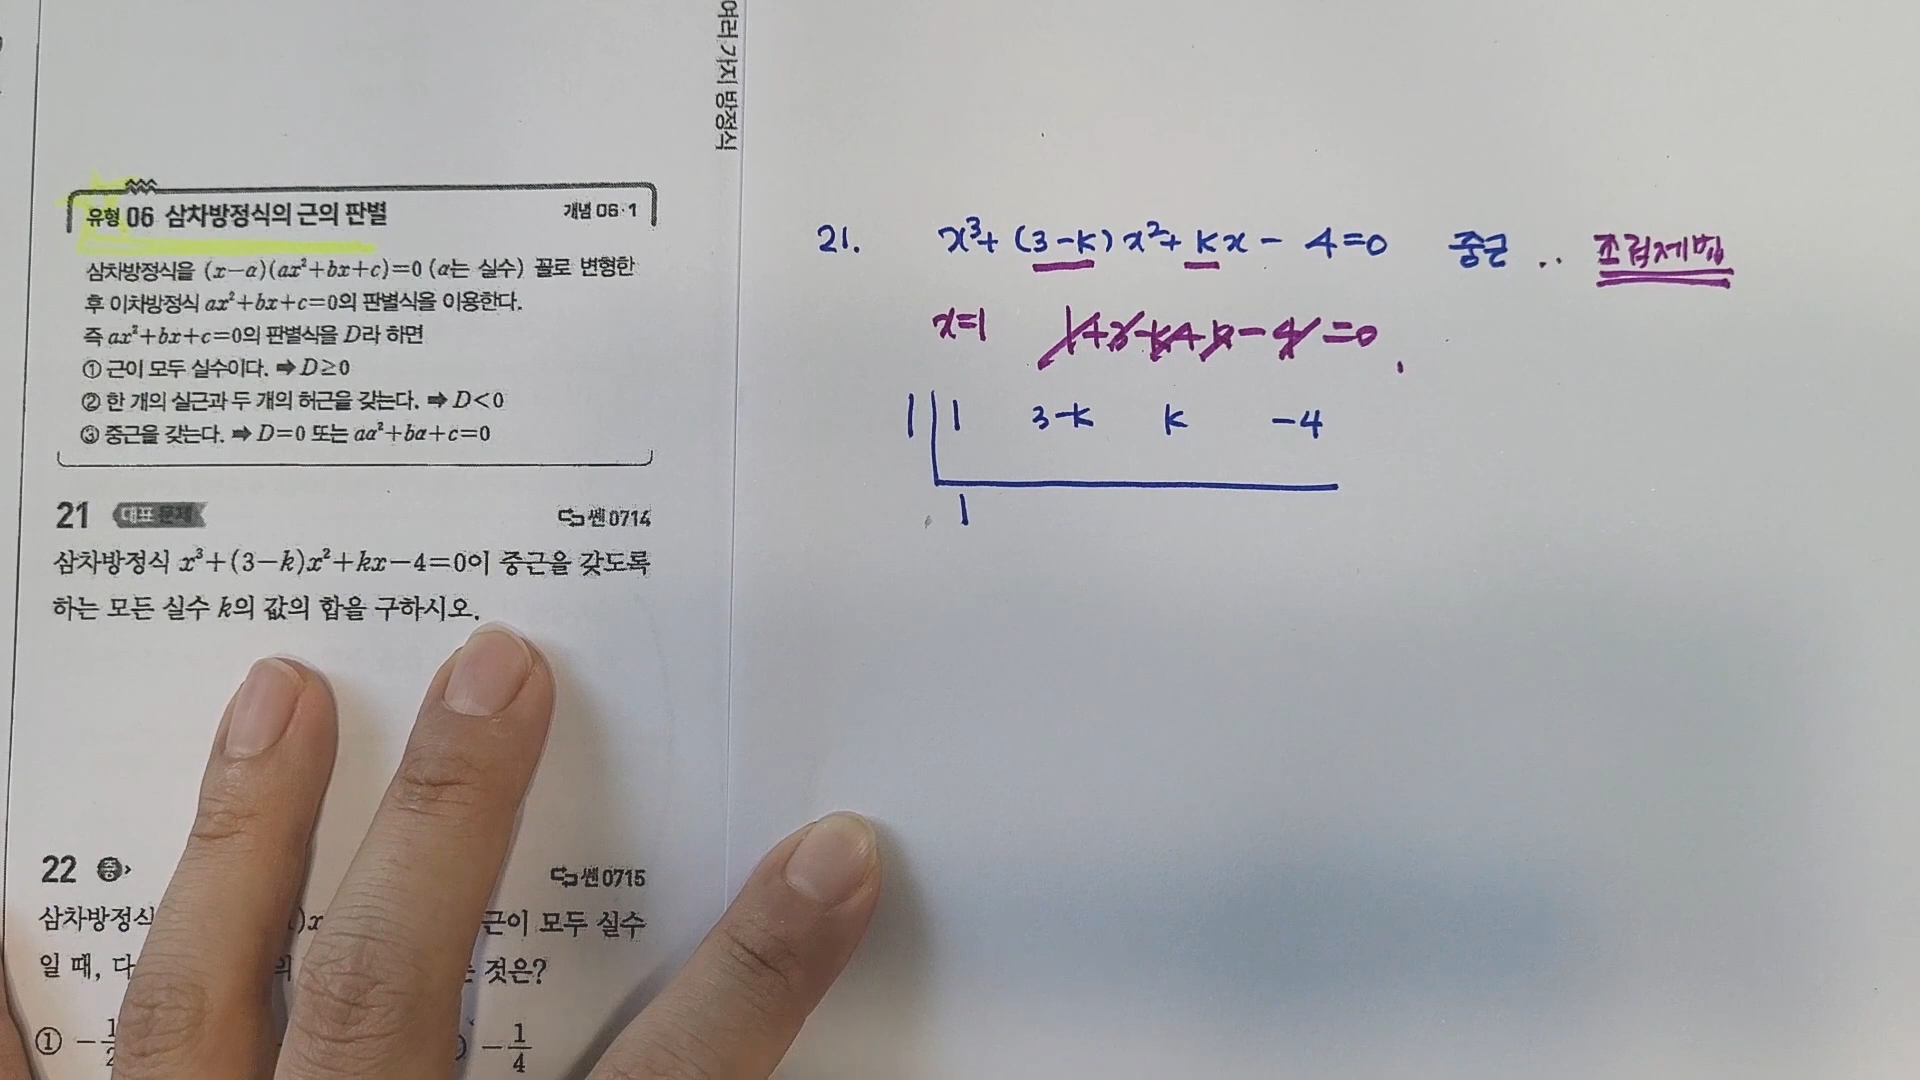 여러 가지 방정식
유형 06 삼차방정식의 근의 판별 개념 06·1
삼차방정식을 (x-α)(ax²+bx+c)=0 (α는 실수) 꼴로 변형한
후 이차방정식 ax²+bx+c=0의 판별식을 이용한다.
즉 ax²+bx+c=0의 판별식을 D라 하면
① 근이 모두 실수이다. ➡ D≥0
② 한 개의 실근과 두 개의 허근을 갖는다. ➡ D<0
③ 중근을 갖는다. ➡ D=0 또는 aα²+bα+c=0
21 대표 문제 쎈 0714
삼차방정식 x³+(3-k)x²+kx-4=0이 중근을 갖도록
하는 모든 실수 k의 값의 합을 구하시오.
22 중 쎈 0715
삼차방정식 )x 근이 모두 실수
일 때, 다 의 것은?
① -1/2 -1/4
21. x³+(3-k)x²+kx-4=0 중근 .. 조립제법
x=1 1+3-k+k-4=0
1 1 3-k k -4
1